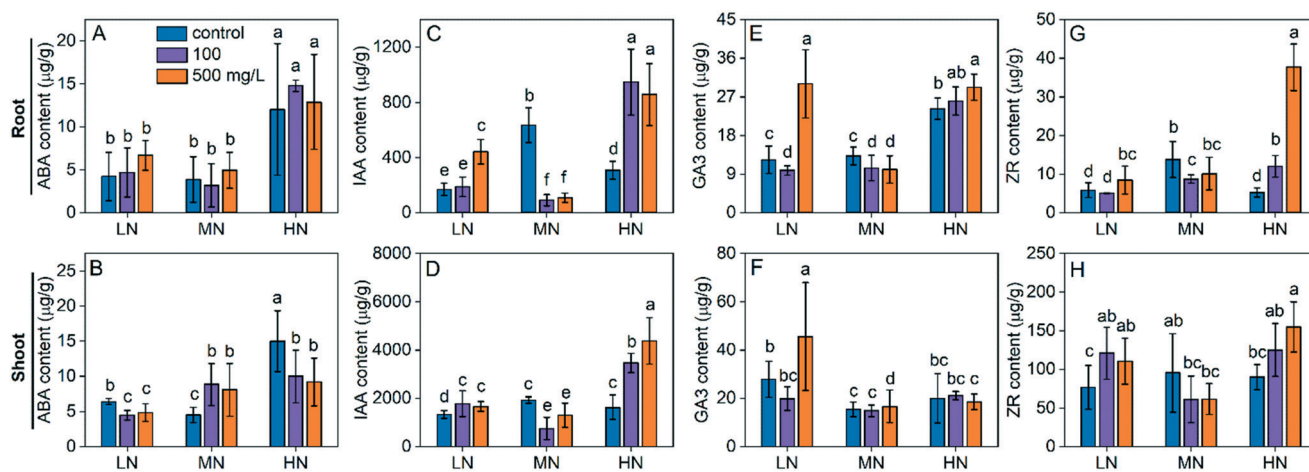 Root
ABA content (μg/g)
A
control
100
500 mg/L
20
15
10
5
0
b b b
b b b
a a a
LN MN HN
IAA content (μg/g)
C
1200
800
400
0
e e c
b f f
d a a
LN MN HN
GA3 content (μg/g)
E
45
36
27
18
9
0
c d a
c d d
b ab a
LN MN HN
ZR content (μg/g)
G
50
40
30
20
10
0
d d bc
b c bc
d b a
LN MN HN
Shoot
ABA content (μg/g)
B
25
20
15
10
5
0
b c c
c b b
a b b
LN MN HN
IAA content (μg/g)
D
8000
6000
4000
2000
0
d c c
c e e
c b a
LN MN HN
GA3 content (μg/g)
F
80
60
40
20
0
b bc a
c c d
bc bc c
LN MN HN
ZR content (μg/g)
H
250
200
150
100
50
0
bc ab ab
ab bc bc
bc ab a
LN MN HN